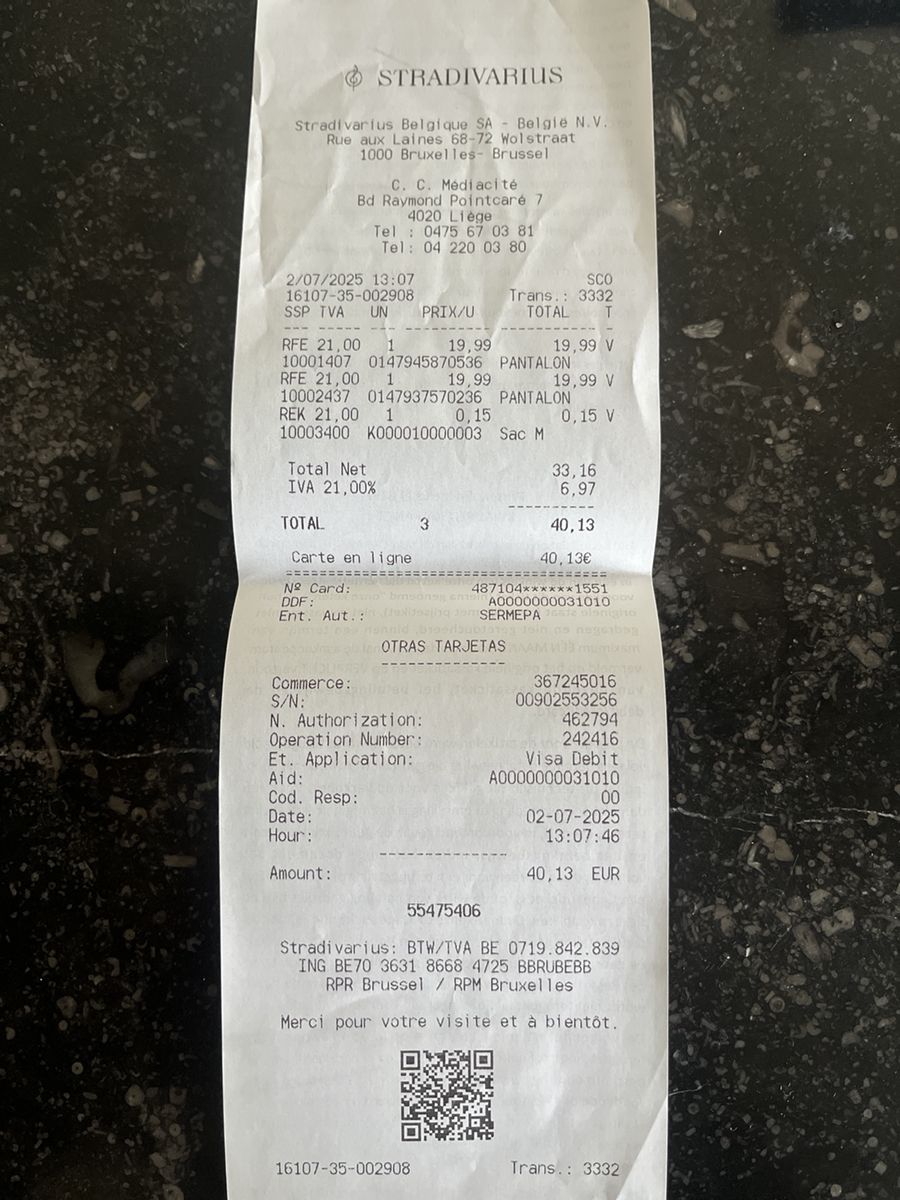 STRADIVARIUS
Stradivarius Belgique SA - België N.V.
Rue aux Laines 68-72 Wolstraat
1000 Bruxelles- Brussel
C. C. Médiacité
Bd Raymond Pointcaré 7
4020 Liège
Tel : 0475 67 03 81
Tel: 04 220 03 80
2/07/2025 13:07 SCO
16107-35-002908 Trans.: 3332
SSP TVA UN PRIX/U TOTAL T
RFE 21,00 1 19,99 19,99 V
10001407 0147945870536 PANTALON
RFE 21,00 1 19,99 19,99 V
10002437 0147937570236 PANTALON
REK 21,00 1 0,15 0,15 V
10003400 K000010000003 Sac M
Total Net 33,16
IVA 21,00% 6,97
TOTAL 3 40,13
Carte en ligne 40,13€
Nº Card: 487104******1551
DDF: A0000000031010
Ent. Aut.: SERMEPA
OTRAS TARJETAS
Commerce: 367245016
S/N: 00902553256
N. Authorization: 462794
Operation Number: 242416
Et. Application: Visa Debit
Aid: A0000000031010
Cod. Resp: 00
Date: 02-07-2025
Hour: 13:07:46
Amount: 40,13 EUR
55475406
Stradivarius: BTW/TVA BE 0719.842.839
ING BE70 3631 8668 4725 BBRUBEBB
RPR Brussel / RPM Bruxelles
Merci pour votre visite et à bientôt.
16107-35-002908 Trans.: 3332